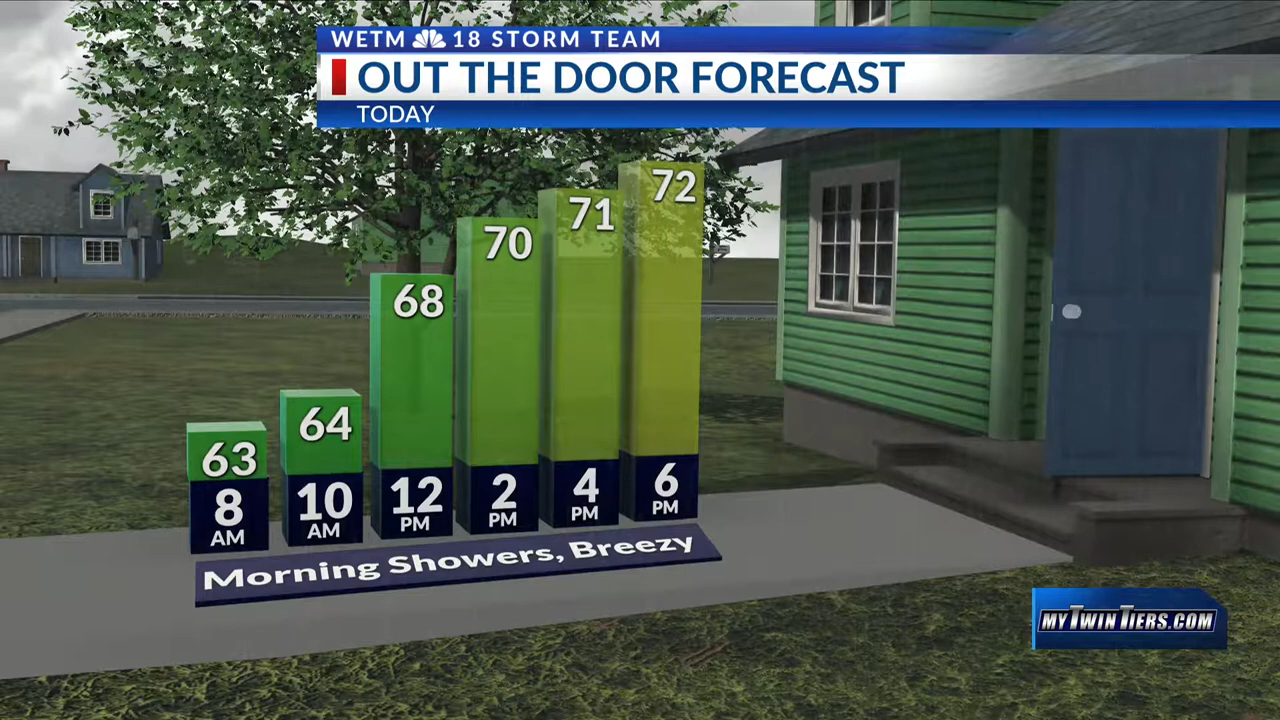 WETM 18 STORM TEAM
OUT THE DOOR FORECAST
TODAY
63 64 68 70 71 72
8 AM 10 AM 12 PM 2 PM 4 PM 6 PM
Morning Showers, Breezy
MYTWINTIERS.COM